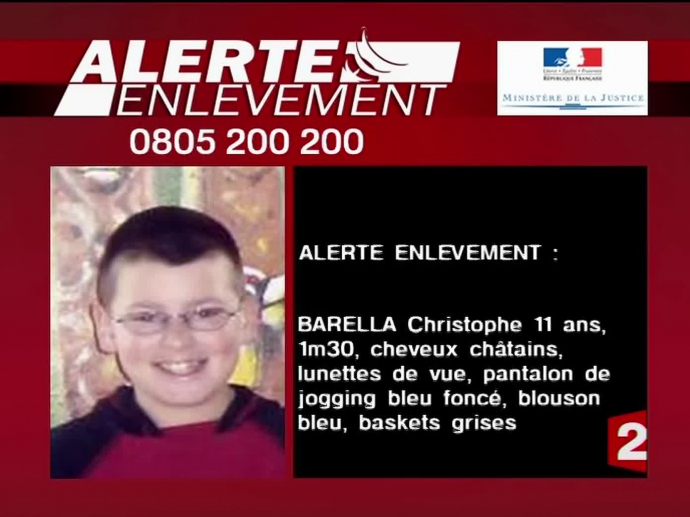 ALERTE
ENLEVEMENT
0805 200 200
Liberté • Égalité • Fraternité
RÉPUBLIQUE FRANÇAISE
MINISTÈRE DE LA JUSTICE
ALERTE ENLEVEMENT :
BARELLA Christophe 11 ans,
1m30, cheveux châtains,
lunettes de vue, pantalon de
jogging bleu foncé, blouson
bleu, baskets grises
2